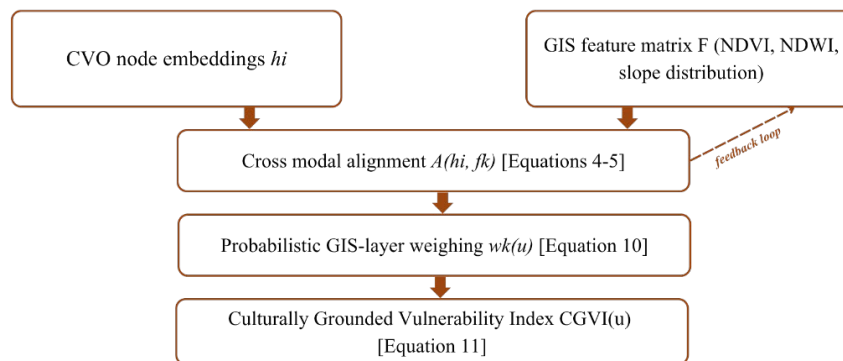 CVO node embeddings hi
GIS feature matrix F (NDVI, NDWI,
slope distribution)
Cross modal alignment A(hi, fk) [Equations 4-5]
feedback loop
Probabilistic GIS-layer weighing wk(u) [Equation 10]
Culturally Grounded Vulnerability Index CGVI(u)
[Equation 11]